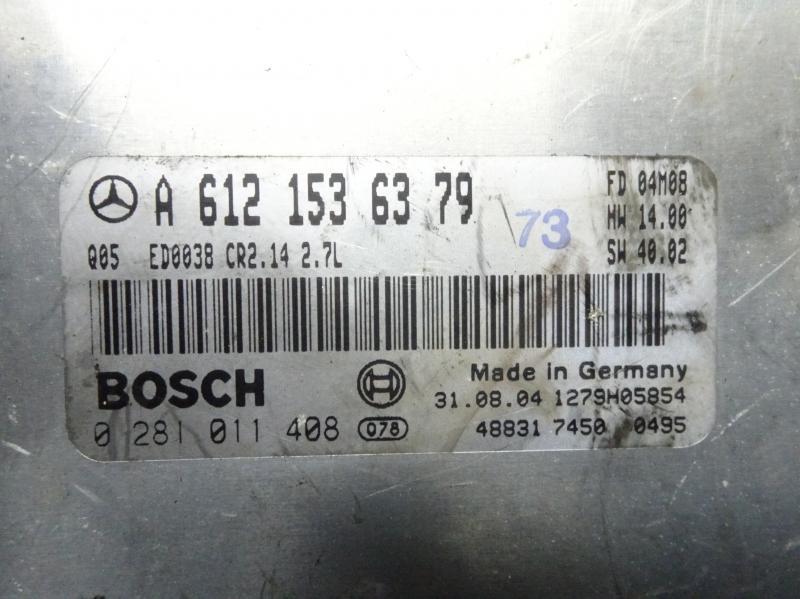 A 612 153 63 79
73
FD 04M08
HW 14.00
SW 40.02
Q05 ED0038 CR2.14 2.7L
BOSCH
Made in Germany
31.08.04 1279H05854
0 281 011 408 078
48831 7450 0495